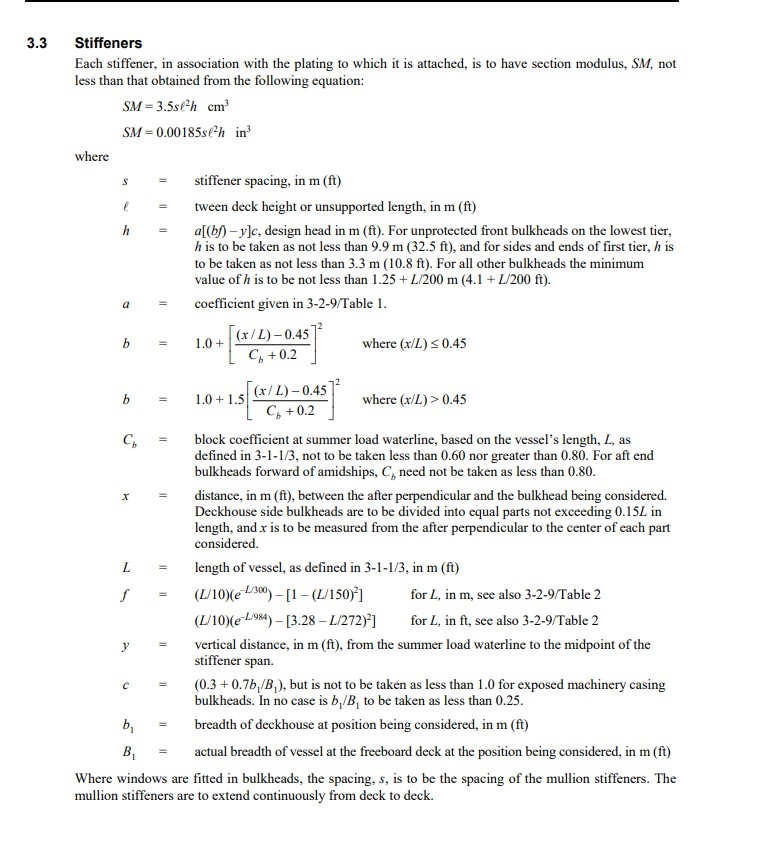 3.3 Stiffeners
Each stiffener, in association with the plating to which it is attached, is to have section modulus, SM, not
less than that obtained from the following equation:
SM = 3.5sℓ²h cm³
SM = 0.00185sℓ²h in³
where
s = stiffener spacing, in m (ft)
ℓ = tween deck height or unsupported length, in m (ft)
h = a[(bf) – y]c, design head in m (ft). For unprotected front bulkheads on the lowest tier,
h is to be taken as not less than 9.9 m (32.5 ft), and for sides and ends of first tier, h is
to be taken as not less than 3.3 m (10.8 ft). For all other bulkheads the minimum
value of h is to be not less than 1.25 + L/200 m (4.1 + L/200 ft).
a = coefficient given in 3-2-9/Table 1.
b = 1.0 + [((x / L) – 0.45) / (C_b + 0.2)]² where (x/L) ≤ 0.45
b = 1.0 + 1.5[((x / L) – 0.45) / (C_b + 0.2)]² where (x/L) > 0.45
C_b = block coefficient at summer load waterline, based on the vessel's length, L, as
defined in 3-1-1/3, not to be taken less than 0.60 nor greater than 0.80. For aft end
bulkheads forward of amidships, C_b need not be taken as less than 0.80.
x = distance, in m (ft), between the after perpendicular and the bulkhead being considered.
Deckhouse side bulkheads are to be divided into equal parts not exceeding 0.15L in
length, and x is to be measured from the after perpendicular to the center of each part
considered.
L = length of vessel, as defined in 3-1-1/3, in m (ft)
f = (L/10)(e^–L/300) – [1 – (L/150)²] for L, in m, see also 3-2-9/Table 2
(L/10)(e^–L/984) – [3.28 – L/272)²] for L, in ft, see also 3-2-9/Table 2
y = vertical distance, in m (ft), from the summer load waterline to the midpoint of the
stiffener span.
c = (0.3 + 0.7b₁/B₁), but is not to be taken as less than 1.0 for exposed machinery casing
bulkheads. In no case is b₁/B₁ to be taken as less than 0.25.
b₁ = breadth of deckhouse at position being considered, in m (ft)
B₁ = actual breadth of vessel at the freeboard deck at the position being considered, in m (ft)
Where windows are fitted in bulkheads, the spacing, s, is to be the spacing of the mullion stiffeners. The
mullion stiffeners are to extend continuously from deck to deck.